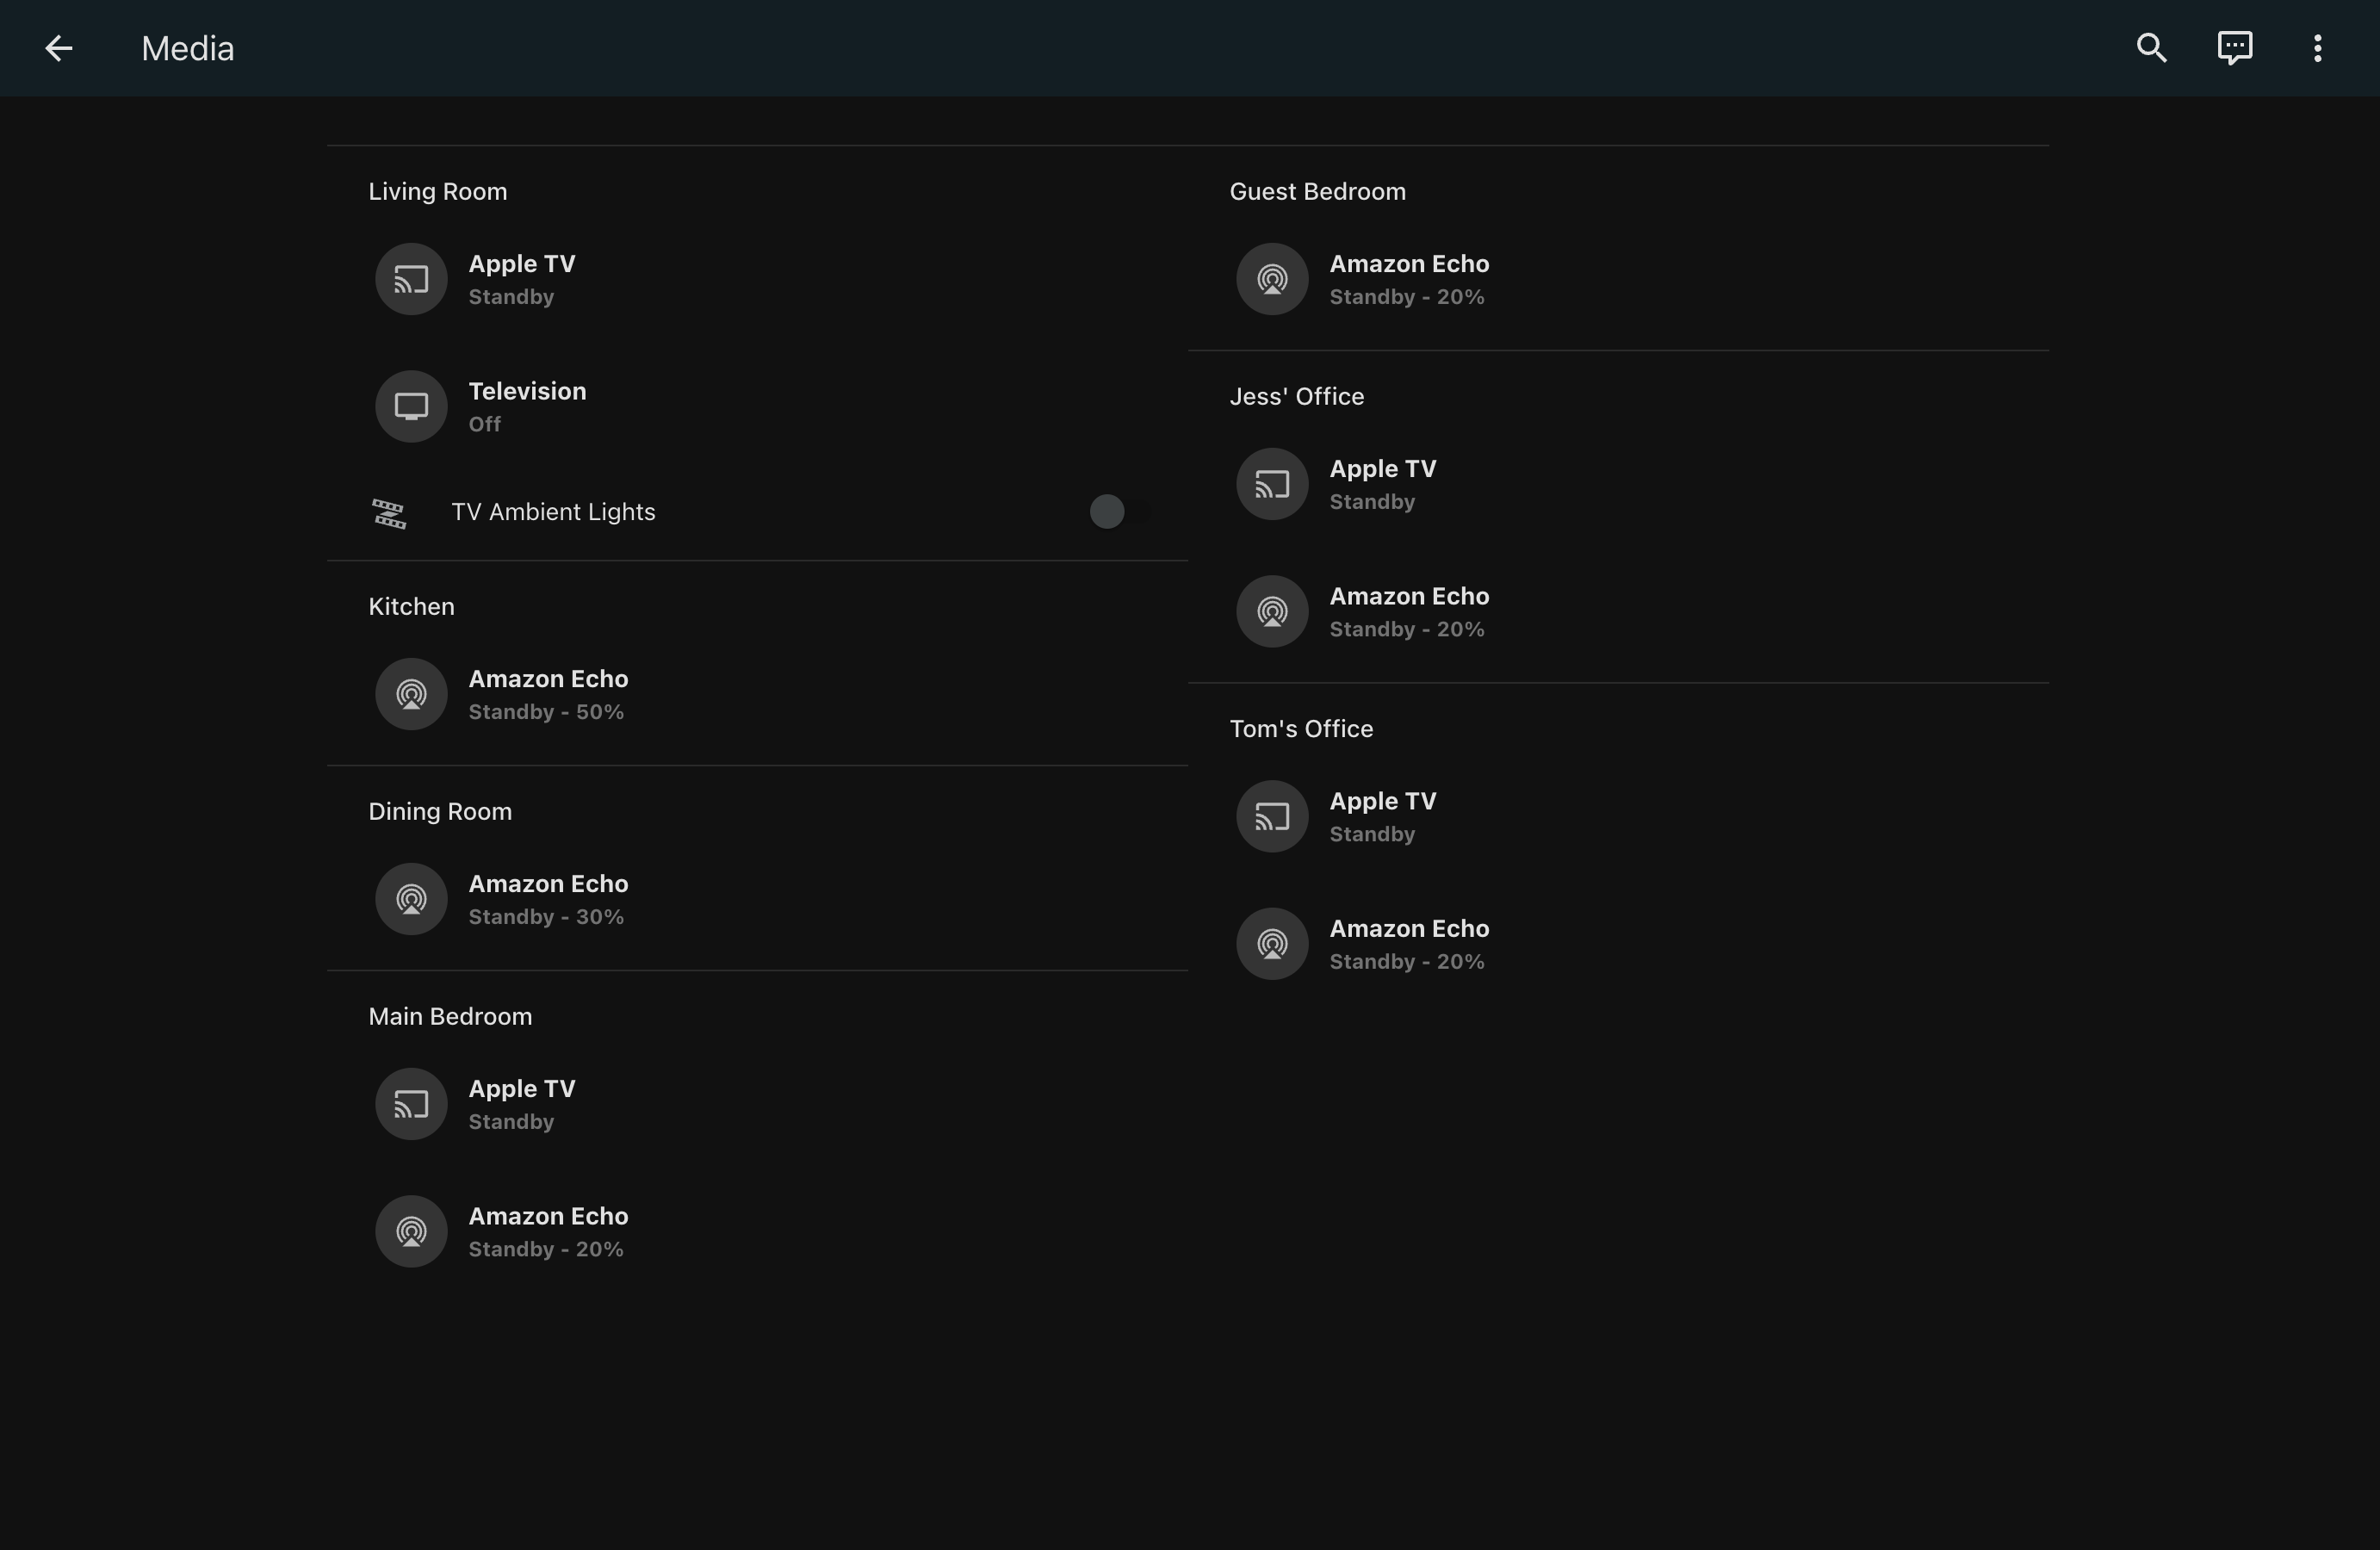 Media
Living Room
Apple TV
Standby
Television
Off
TV Ambient Lights
Kitchen
Amazon Echo
Standby - 50%
Dining Room
Amazon Echo
Standby - 30%
Main Bedroom
Apple TV
Standby
Amazon Echo
Standby - 20%
Guest Bedroom
Amazon Echo
Standby - 20%
Jess' Office
Apple TV
Standby
Amazon Echo
Standby - 20%
Tom's Office
Apple TV
Standby
Amazon Echo
Standby - 20%